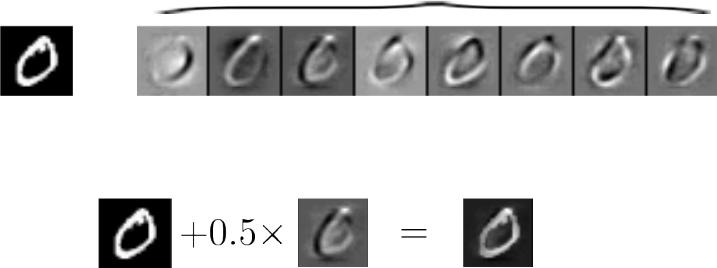 +0.5× =